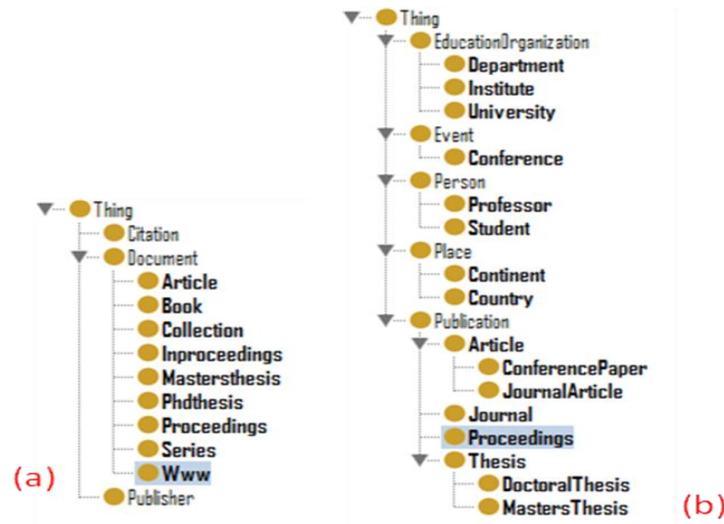 Thing
Citation
Document
Article
Book
Collection
Inproceedings
Mastersthesis
Phdthesis
Proceedings
Series
Www
Publisher
(a)
Thing
EducationOrganization
Department
Institute
University
Event
Conference
Person
Professor
Student
Place
Continent
Country
Publication
Article
ConferencePaper
JournalArticle
Journal
Proceedings
Thesis
DoctoralThesis
MastersThesis
(b)